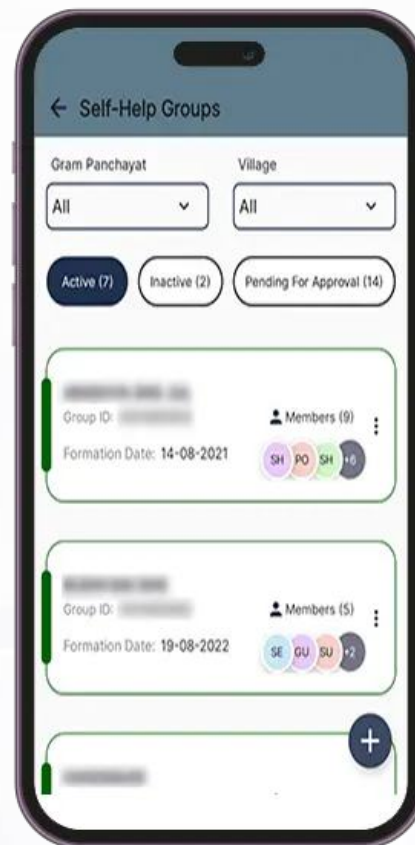 ← Self-Help Groups
Gram Panchayat Village
All All
Active (7) Inactive (2) Pending For Approval (14)
Group ID: Members (9)
Formation Date: 14-08-2021
SH PO SH +6
Group ID: Members (5)
Formation Date: 19-08-2022
SE GU SU +2
+